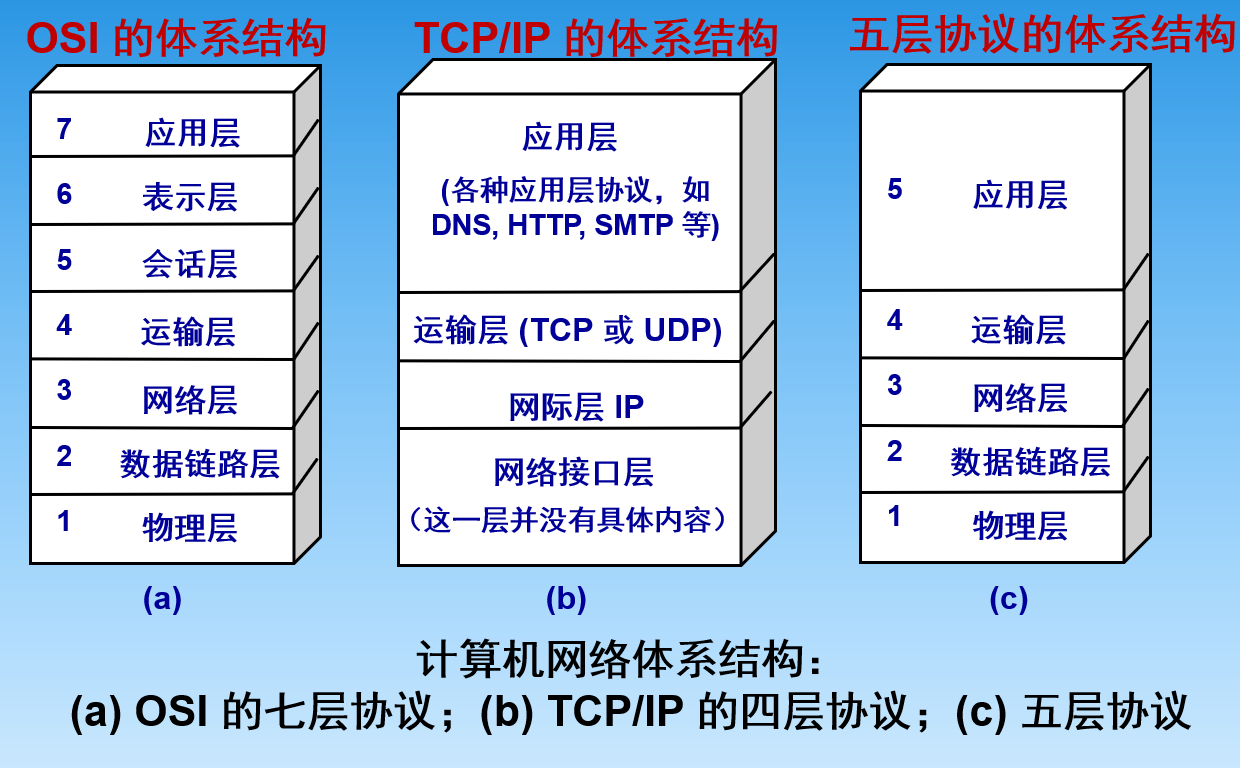 OSI 的体系结构
7 应用层
6 表示层
5 会话层
4 运输层
3 网络层
2 数据链路层
1 物理层
(a)
TCP/IP 的体系结构
应用层
(各种应用层协议，如
DNS, HTTP, SMTP 等)
运输层 (TCP 或 UDP)
网际层 IP
网络接口层
（这一层并没有具体内容）
(b)
五层协议的体系结构
5 应用层
4 运输层
3 网络层
2 数据链路层
1 物理层
(c)
计算机网络体系结构：
(a) OSI 的七层协议；(b) TCP/IP 的四层协议；(c) 五层协议